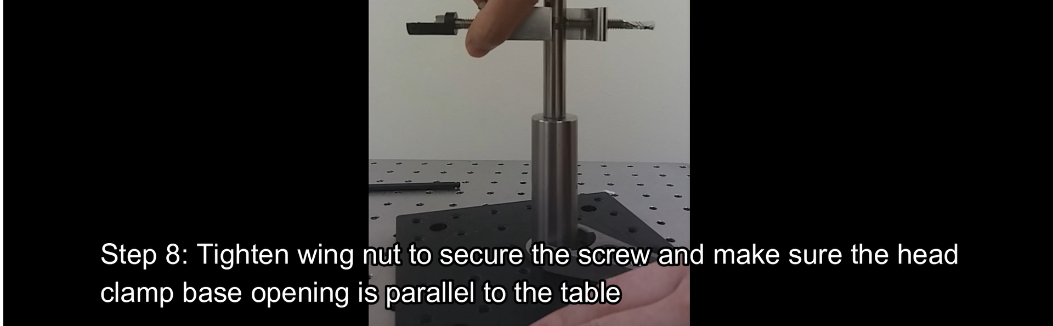 Step 8: Tighten wing nut to secure the screw and make sure the head
clamp base opening is parallel to the table